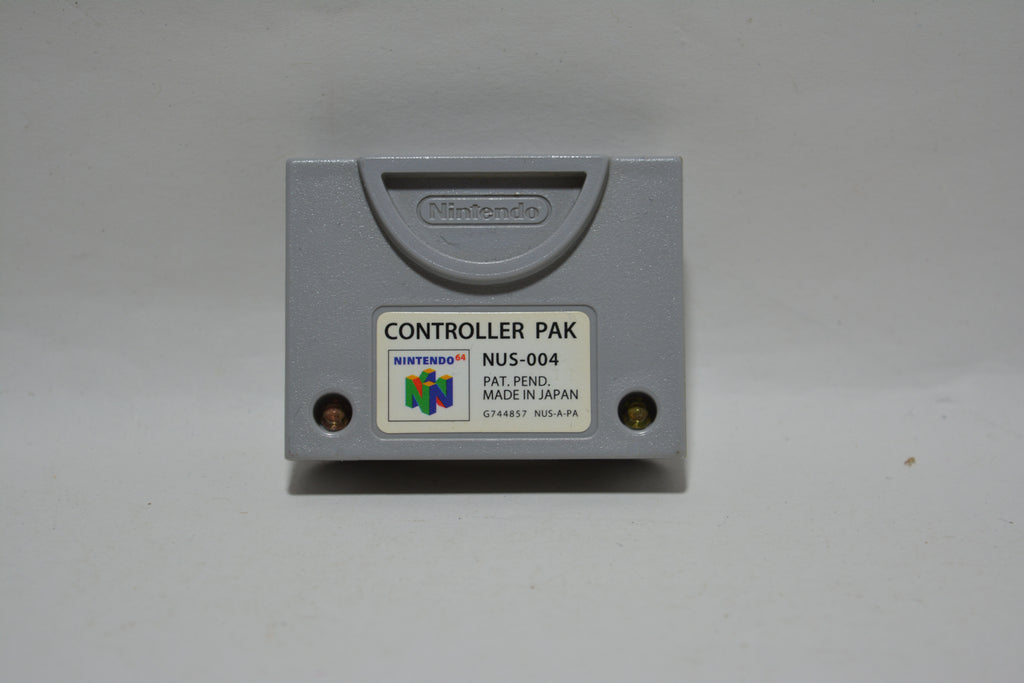 Nintendo
CONTROLLER PAK
NINTENDO64
NUS-004
PAT. PEND.
MADE IN JAPAN
G744857 NUS-A-PA